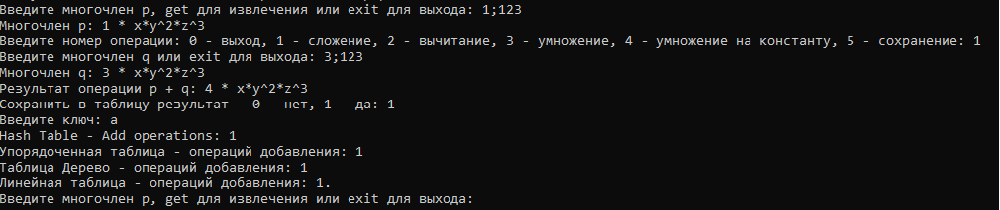 Введите многочлен p, get для извлечения или exit для выхода: 1;123
Многочлен p: 1 * x*y^2*z^3
Введите номер операции: 0 - выход, 1 - сложение, 2 - вычитание, 3 - умножение, 4 - умножение на константу, 5 - сохранение: 1
Введите многочлен q или exit для выхода: 3;123
Многочлен q: 3 * x*y^2*z^3
Результат операции p + q: 4 * x*y^2*z^3
Сохранить в таблицу результат - 0 - нет, 1 - да: 1
Введите ключ: a
Hash Table - Add operations: 1
Упорядоченная таблица - операций добавления: 1
Таблица Дерево - операций добавления: 1
Линейная таблица - операций добавления: 1.
Введите многочлен p, get для извлечения или exit для выхода: